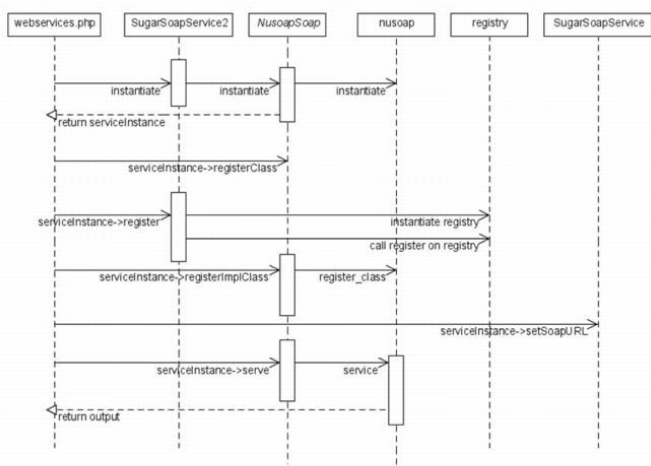 webservices.php
SugarSoapService2
NusoapSoap
nusoap
registry
SugarSoapService
instantiate
instantiate
instantiate
return serviceInstance
serviceInstance->registerClass
serviceInstance->register
instantiate registry
call register on registry
serviceInstance->registerImplClass
register_class
serviceInstance->setSoapURL
serviceInstance->serve
service
return output